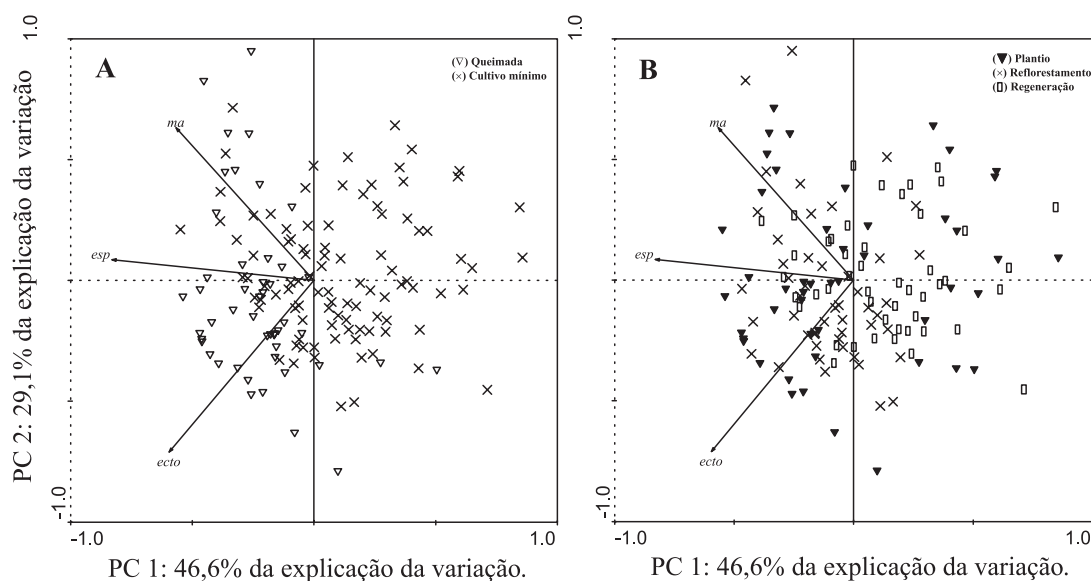 1.0
A
(▽) Queimada
(×) Cultivo mínimo
ma
esp
ecto
PC 2: 29,1% da explicação da variação
-1.0
-1.0
1.0
PC 1: 46,6% da explicação da variação.
1.0
B
(▼) Plantio
(×) Reflorestamento
(▯) Regeneração
ma
esp
ecto
-1.0
-1.0
1.0
PC 1: 46,6% da explicação da variação.